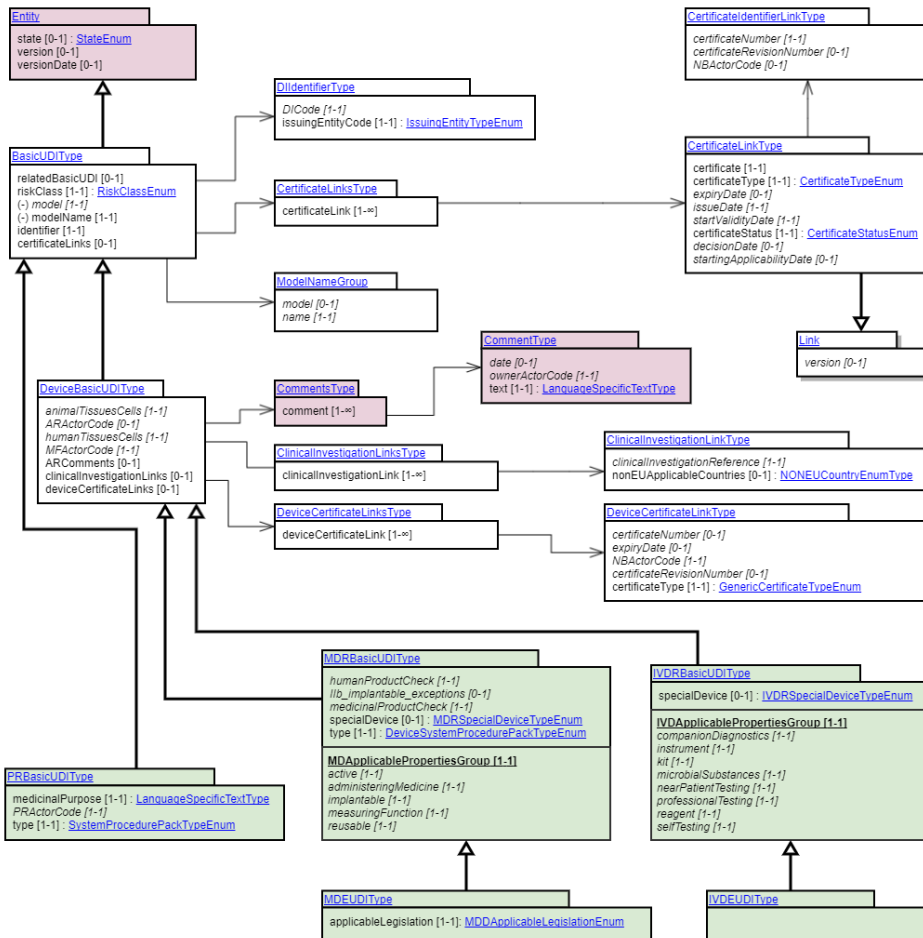 Entity
state [0-1] : StateEnum
version [0-1]
versionDate [0-1]
CertificateIdentifierLinkType
certificateNumber [1-1]
certificateRevisionNumber [0-1]
NBActorCode [0-1]
DIIdentifierType
DICode [1-1]
issuingEntityCode [1-1] : IssuingEntityTypeEnum
BasicUDIType
relatedBasicUDI [0-1]
riskClass [1-1] : RiskClassEnum
(-) model [1-1]
(-) modelName [1-1]
identifier [1-1]
certificateLinks [0-1]
CertificateLinksType
certificateLink [1-∞]
CertificateLinkType
certificate [1-1]
certificateType [1-1] : CertificateTypeEnum
expiryDate [0-1]
issueDate [1-1]
startValidityDate [1-1]
certificateStatus [1-1] : CertificateStatusEnum
decisionDate [0-1]
startingApplicabilityDate [0-1]
ModelNameGroup
model [0-1]
name [1-1]
Link
version [0-1]
CommentType
date [0-1]
ownerActorCode [1-1]
text [1-1] : LanguageSpecificTextType
DeviceBasicUDIType
animalTissuesCells [1-1]
ARActorCode [0-1]
humanTissuesCells [1-1]
MFActorCode [1-1]
ARComments [0-1]
clinicalInvestigationLinks [0-1]
deviceCertificateLinks [0-1]
CommentsType
comment [1-∞]
ClinicalInvestigationLinksType
clinicalInvestigationLink [1-∞]
ClinicalInvestigationLinkType
clinicalInvestigationReference [1-1]
nonEUApplicableCountries [0-1] : NONEUCountryEnumType
DeviceCertificateLinksType
deviceCertificateLink [1-∞]
DeviceCertificateLinkType
certificateNumber [0-1]
expiryDate [0-1]
NBActorCode [1-1]
certificateRevisionNumber [0-1]
certificateType [1-1] : GenericCertificateTypeEnum
MDRBasicUDIType
humanProductCheck [1-1]
IIb_implantable_exceptions [0-1]
medicinalProductCheck [1-1]
specialDevice [0-1] : MDRSpecialDeviceTypeEnum
type [1-1] : DeviceSystemProcedurePackTypeEnum
MDApplicablePropertiesGroup [1-1]
active [1-1]
administeringMedicine [1-1]
implantable [1-1]
measuringFunction [1-1]
reusable [1-1]
IVDRBasicUDIType
specialDevice [0-1] : IVDRSpecialDeviceTypeEnum
IVDApplicablePropertiesGroup [1-1]
companionDiagnostics [1-1]
instrument [1-1]
kit [1-1]
microbialSubstances [1-1]
nearPatientTesting [1-1]
professionalTesting [1-1]
reagent [1-1]
selfTesting [1-1]
PRBasicUDIType
medicinalPurpose [1-1] : LanguageSpecificTextType
PRActorCode [1-1]
type [1-1] : SystemProcedurePackTypeEnum
MDEUDIType
applicableLegislation [1-1]: MDDApplicableLegislationEnum
IVDEUDIType